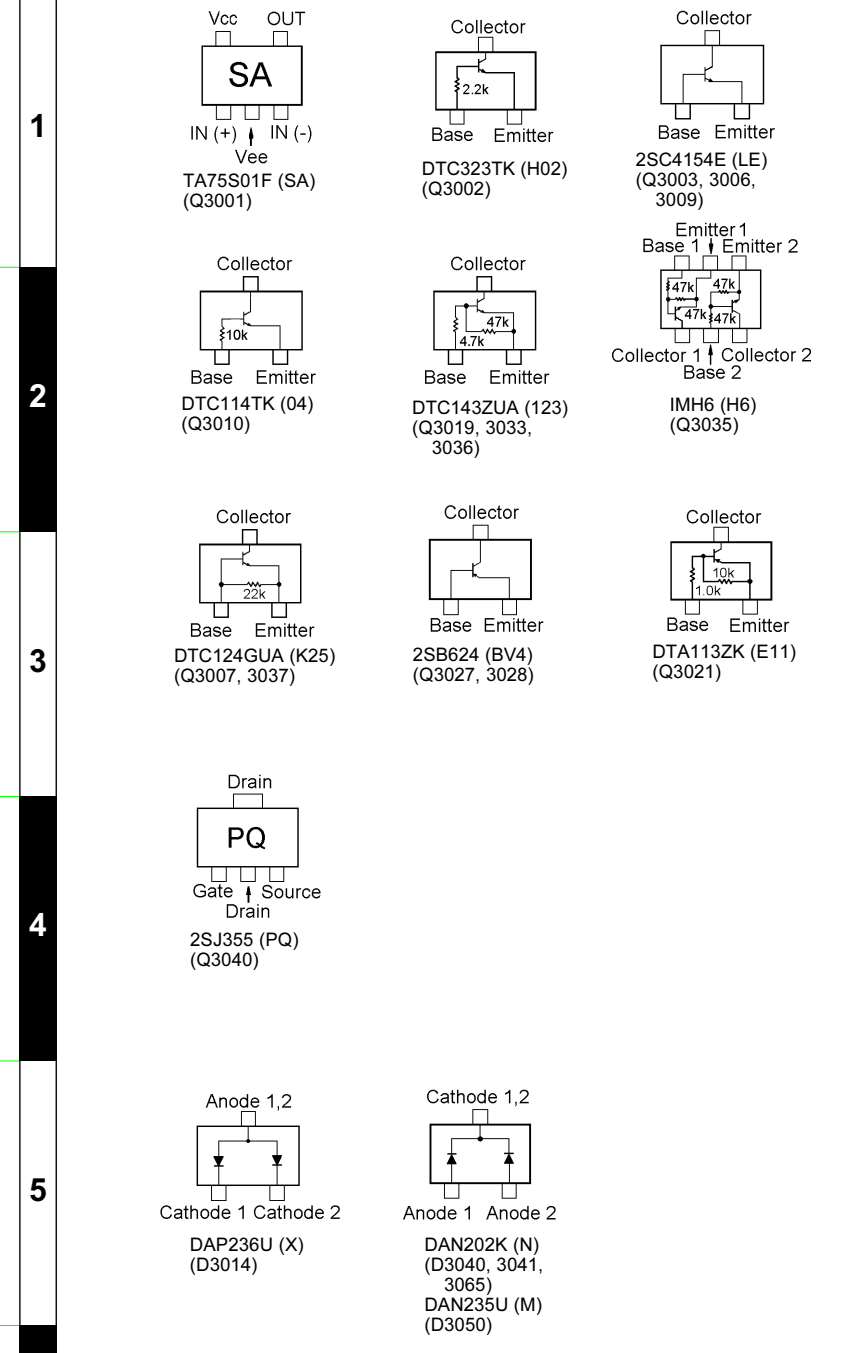 1
Vcc OUT
SA
IN (+) IN (-)
Vee
TA75S01F (SA)
(Q3001)
Collector
2.2k
Base Emitter
DTC323TK (H02)
(Q3002)
Collector
Base Emitter
2SC4154E (LE)
(Q3003, 3006,
3009)
2
Collector
10k
Base Emitter
DTC114TK (04)
(Q3010)
Collector
47k
4.7k
Base Emitter
DTC143ZUA (123)
(Q3019, 3033,
3036)
Emitter 1
Base 1 Emitter 2
47k 47k
47k 47k
Collector 1 Collector 2
Base 2
IMH6 (H6)
(Q3035)
3
Collector
22k
Base Emitter
DTC124GUA (K25)
(Q3007, 3037)
Collector
Base Emitter
2SB624 (BV4)
(Q3027, 3028)
Collector
10k
1.0k
Base Emitter
DTA113ZK (E11)
(Q3021)
4
Drain
PQ
Gate Source
Drain
2SJ355 (PQ)
(Q3040)
5
Anode 1,2
Cathode 1 Cathode 2
DAP236U (X)
(D3014)
Cathode 1,2
Anode 1 Anode 2
DAN202K (N)
(D3040, 3041,
3065)
DAN235U (M)
(D3050)